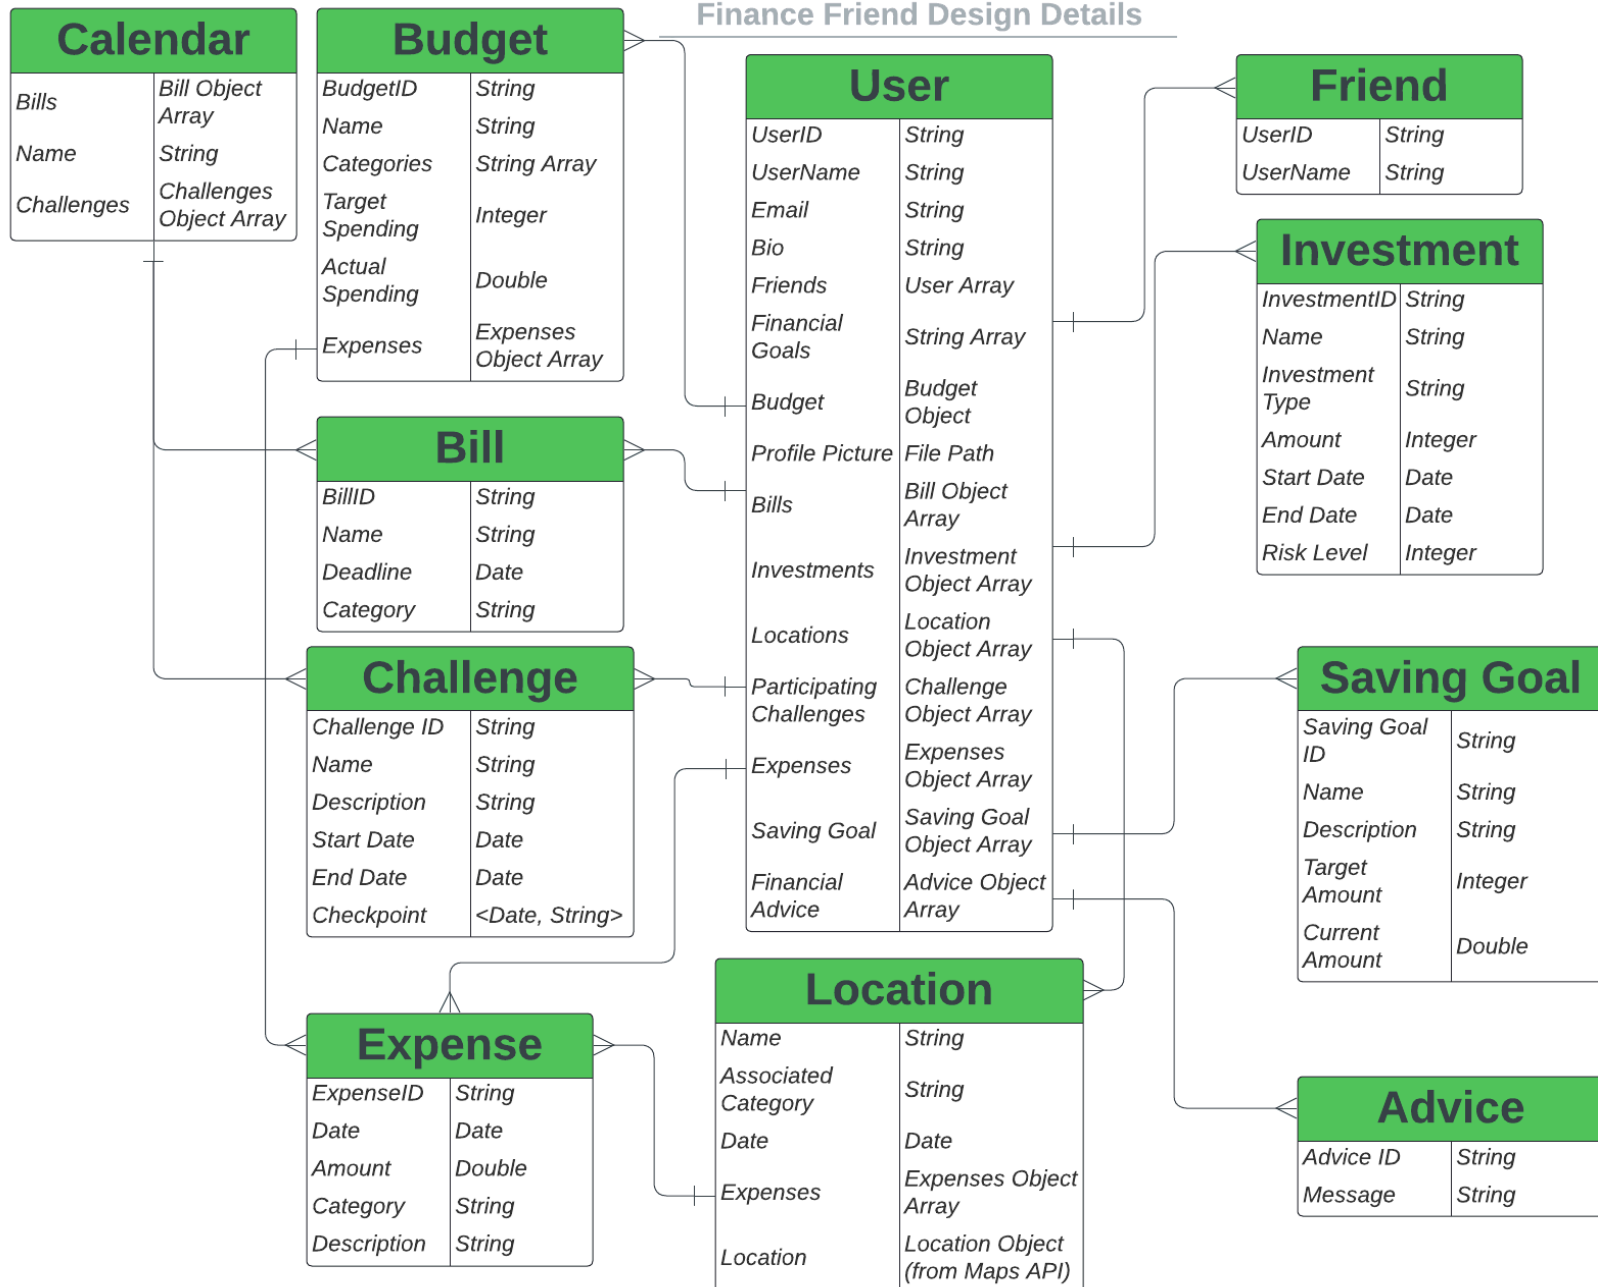 Finance Friend Design Details
Calendar
Bills
Bill Object
Array
Name
String
Challenges
Challenges
Object Array
Budget
BudgetID
String
Name
String
Categories
String Array
Target
Spending
Integer
Actual
Spending
Double
Expenses
Expenses
Object Array
User
UserID
String
UserName
String
Email
String
Bio
String
Friends
User Array
Financial
Goals
String Array
Budget
Budget
Object
Profile Picture
File Path
Bills
Bill Object
Array
Investments
Investment
Object Array
Locations
Location
Object Array
Participating
Challenges
Challenge
Object Array
Expenses
Expenses
Object Array
Saving Goal
Saving Goal
Object Array
Financial
Advice
Advice Object
Array
Friend
UserID
String
UserName
String
Investment
InvestmentID
String
Name
String
Investment
Type
String
Amount
Integer
Start Date
Date
End Date
Date
Risk Level
Integer
Bill
BillID
String
Name
String
Deadline
Date
Category
String
Challenge
Challenge ID
String
Name
String
Description
String
Start Date
Date
End Date
Date
Checkpoint
<Date, String>
Saving Goal
Saving Goal
ID
String
Name
String
Description
String
Target
Amount
Integer
Current
Amount
Double
Expense
ExpenseID
String
Date
Date
Amount
Double
Category
String
Description
String
Location
Name
String
Associated
Category
String
Date
Date
Expenses
Expenses Object
Array
Location
Location Object
(from Maps API)
Advice
Advice ID
String
Message
String